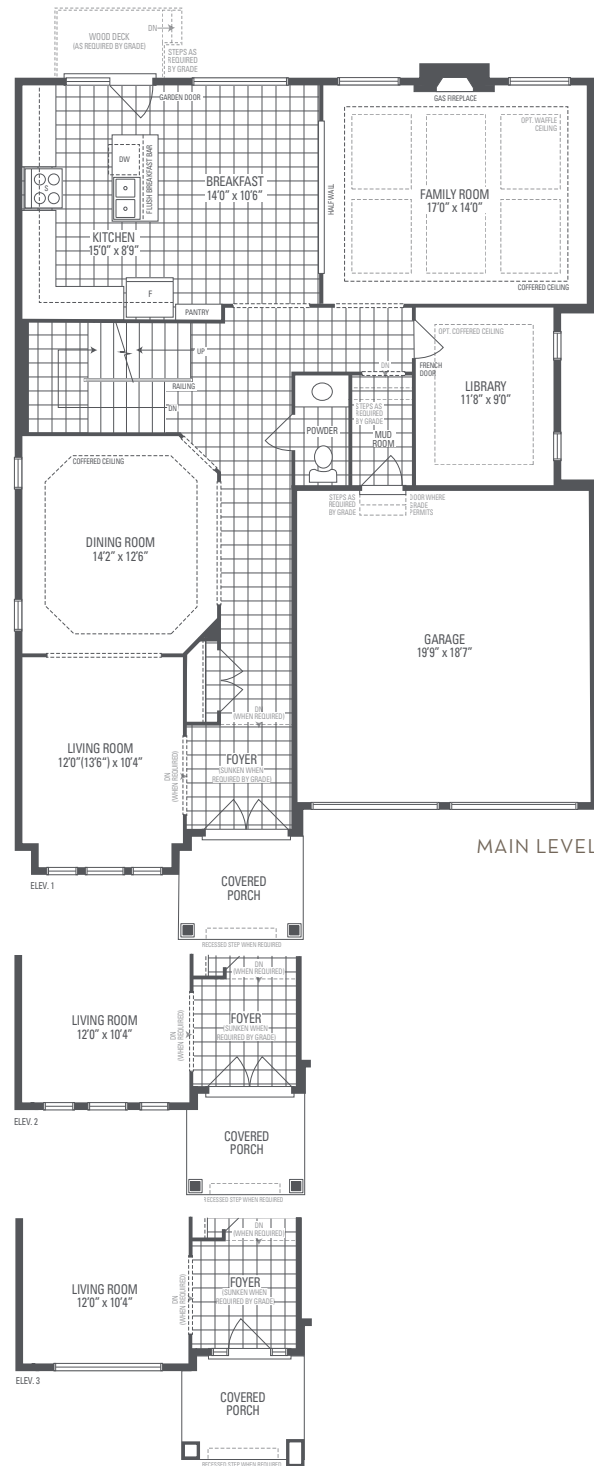 WOOD DECK
(AS REQUIRED BY GRADE)
DN
STEPS AS
REQUIRED
BY GRADE
GARDEN DOOR
GAS FIREPLACE
OPT. WAFFLE
CEILING
DW
FLUSH BREAKFAST BAR
S
BREAKFAST
14'0" x 10'6"
HALF WALL
FAMILY ROOM
17'0" x 14'0"
KITCHEN
15'0" x 8'9"
COFFERED CEILING
F
PANTRY
OPT. COFFERED CEILING
UP
RAILING
DN
DN
FRENCH
DOOR
LIBRARY
11'8" x 9'0"
STEPS AS
REQUIRED
BY GRADE
POWDER
MUD
ROOM
COFFERED CEILING
STEPS AS
REQUIRED
BY GRADE
DOOR WHERE
GRADE
PERMITS
DINING ROOM
14'2" x 12'6"
GARAGE
19'9" x 18'7"
DN
(WHEN REQUIRED)
LIVING ROOM
12'0"(13'6") x 10'4"
DN
(WHEN REQUIRED)
FOYER
(SUNKEN WHEN
REQUIRED BY GRADE)
MAIN LEVEL
ELEV. 1
COVERED
PORCH
RECESSED STEP WHEN REQUIRED
DN
(WHEN REQUIRED)
LIVING ROOM
12'0" x 10'4"
DN
(WHEN REQUIRED)
FOYER
(SUNKEN WHEN
REQUIRED BY GRADE)
ELEV. 2
COVERED
PORCH
RECESSED STEP WHEN REQUIRED
DN
(WHEN REQUIRED)
LIVING ROOM
12'0" x 10'4"
DN
(WHEN REQUIRED)
FOYER
(SUNKEN WHEN
REQUIRED BY GRADE)
ELEV. 3
COVERED
PORCH
RECESSED STEP WHEN REQUIRED